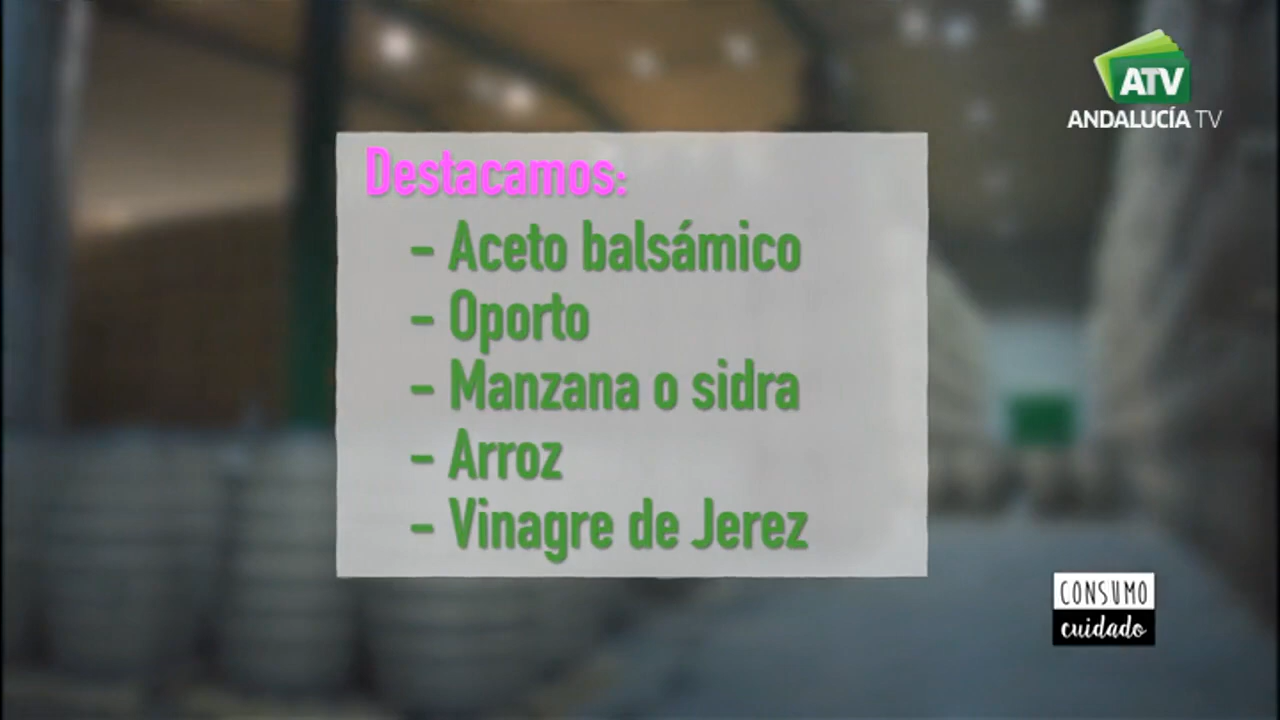 ATV
ANDALUCÍA TV
Destacamos:
– Aceto balsámico
– Oporto
– Manzana o sidra
– Arroz
– Vinagre de Jerez
CONSUMO
cuidado